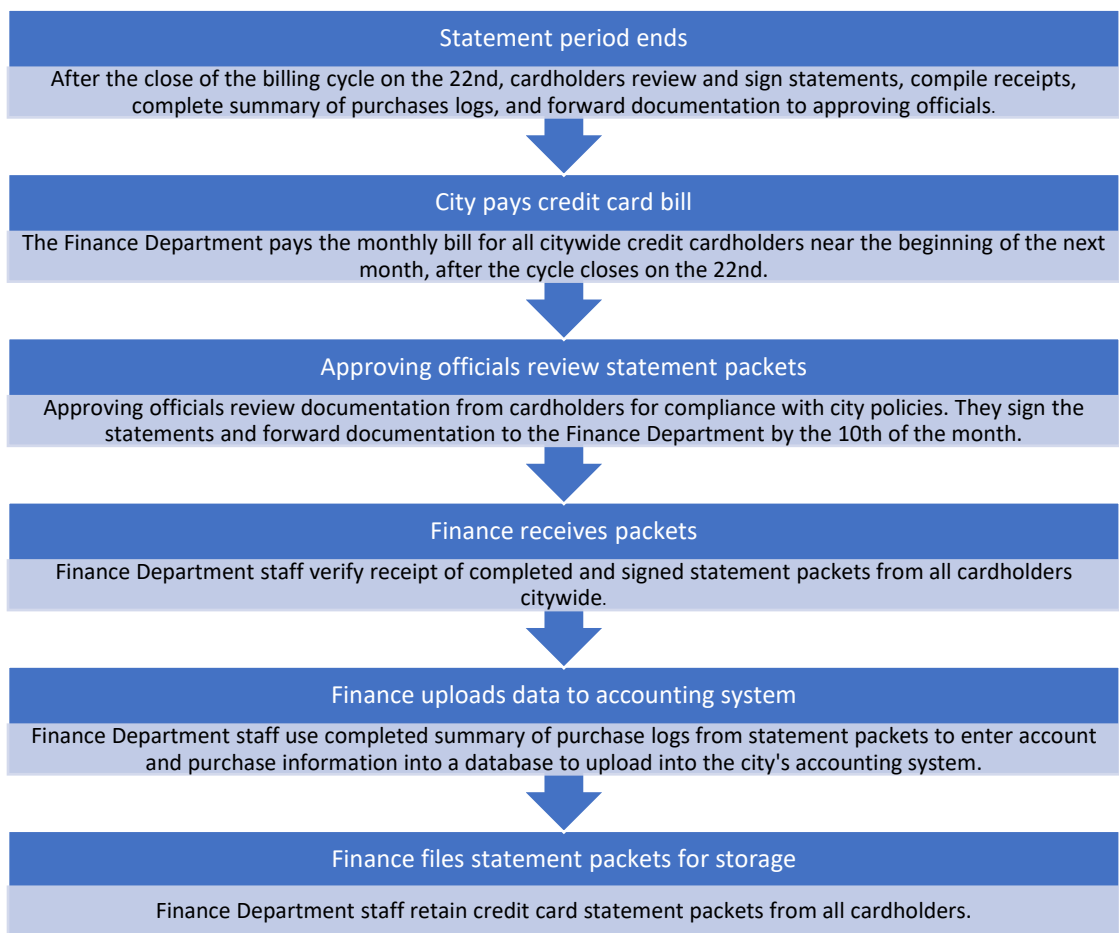 Statement period ends
After the close of the billing cycle on the 22nd, cardholders review and sign statements, compile receipts,
complete summary of purchases logs, and forward documentation to approving officials.
City pays credit card bill
The Finance Department pays the monthly bill for all citywide credit cardholders near the beginning of the next
month, after the cycle closes on the 22nd.
Approving officials review statement packets
Approving officials review documentation from cardholders for compliance with city policies. They sign the
statements and forward documentation to the Finance Department by the 10th of the month.
Finance receives packets
Finance Department staff verify receipt of completed and signed statement packets from all cardholders
citywide.
Finance uploads data to accounting system
Finance Department staff use completed summary of purchase logs from statement packets to enter account
and purchase information into a database to upload into the city's accounting system.
Finance files statement packets for storage
Finance Department staff retain credit card statement packets from all cardholders.